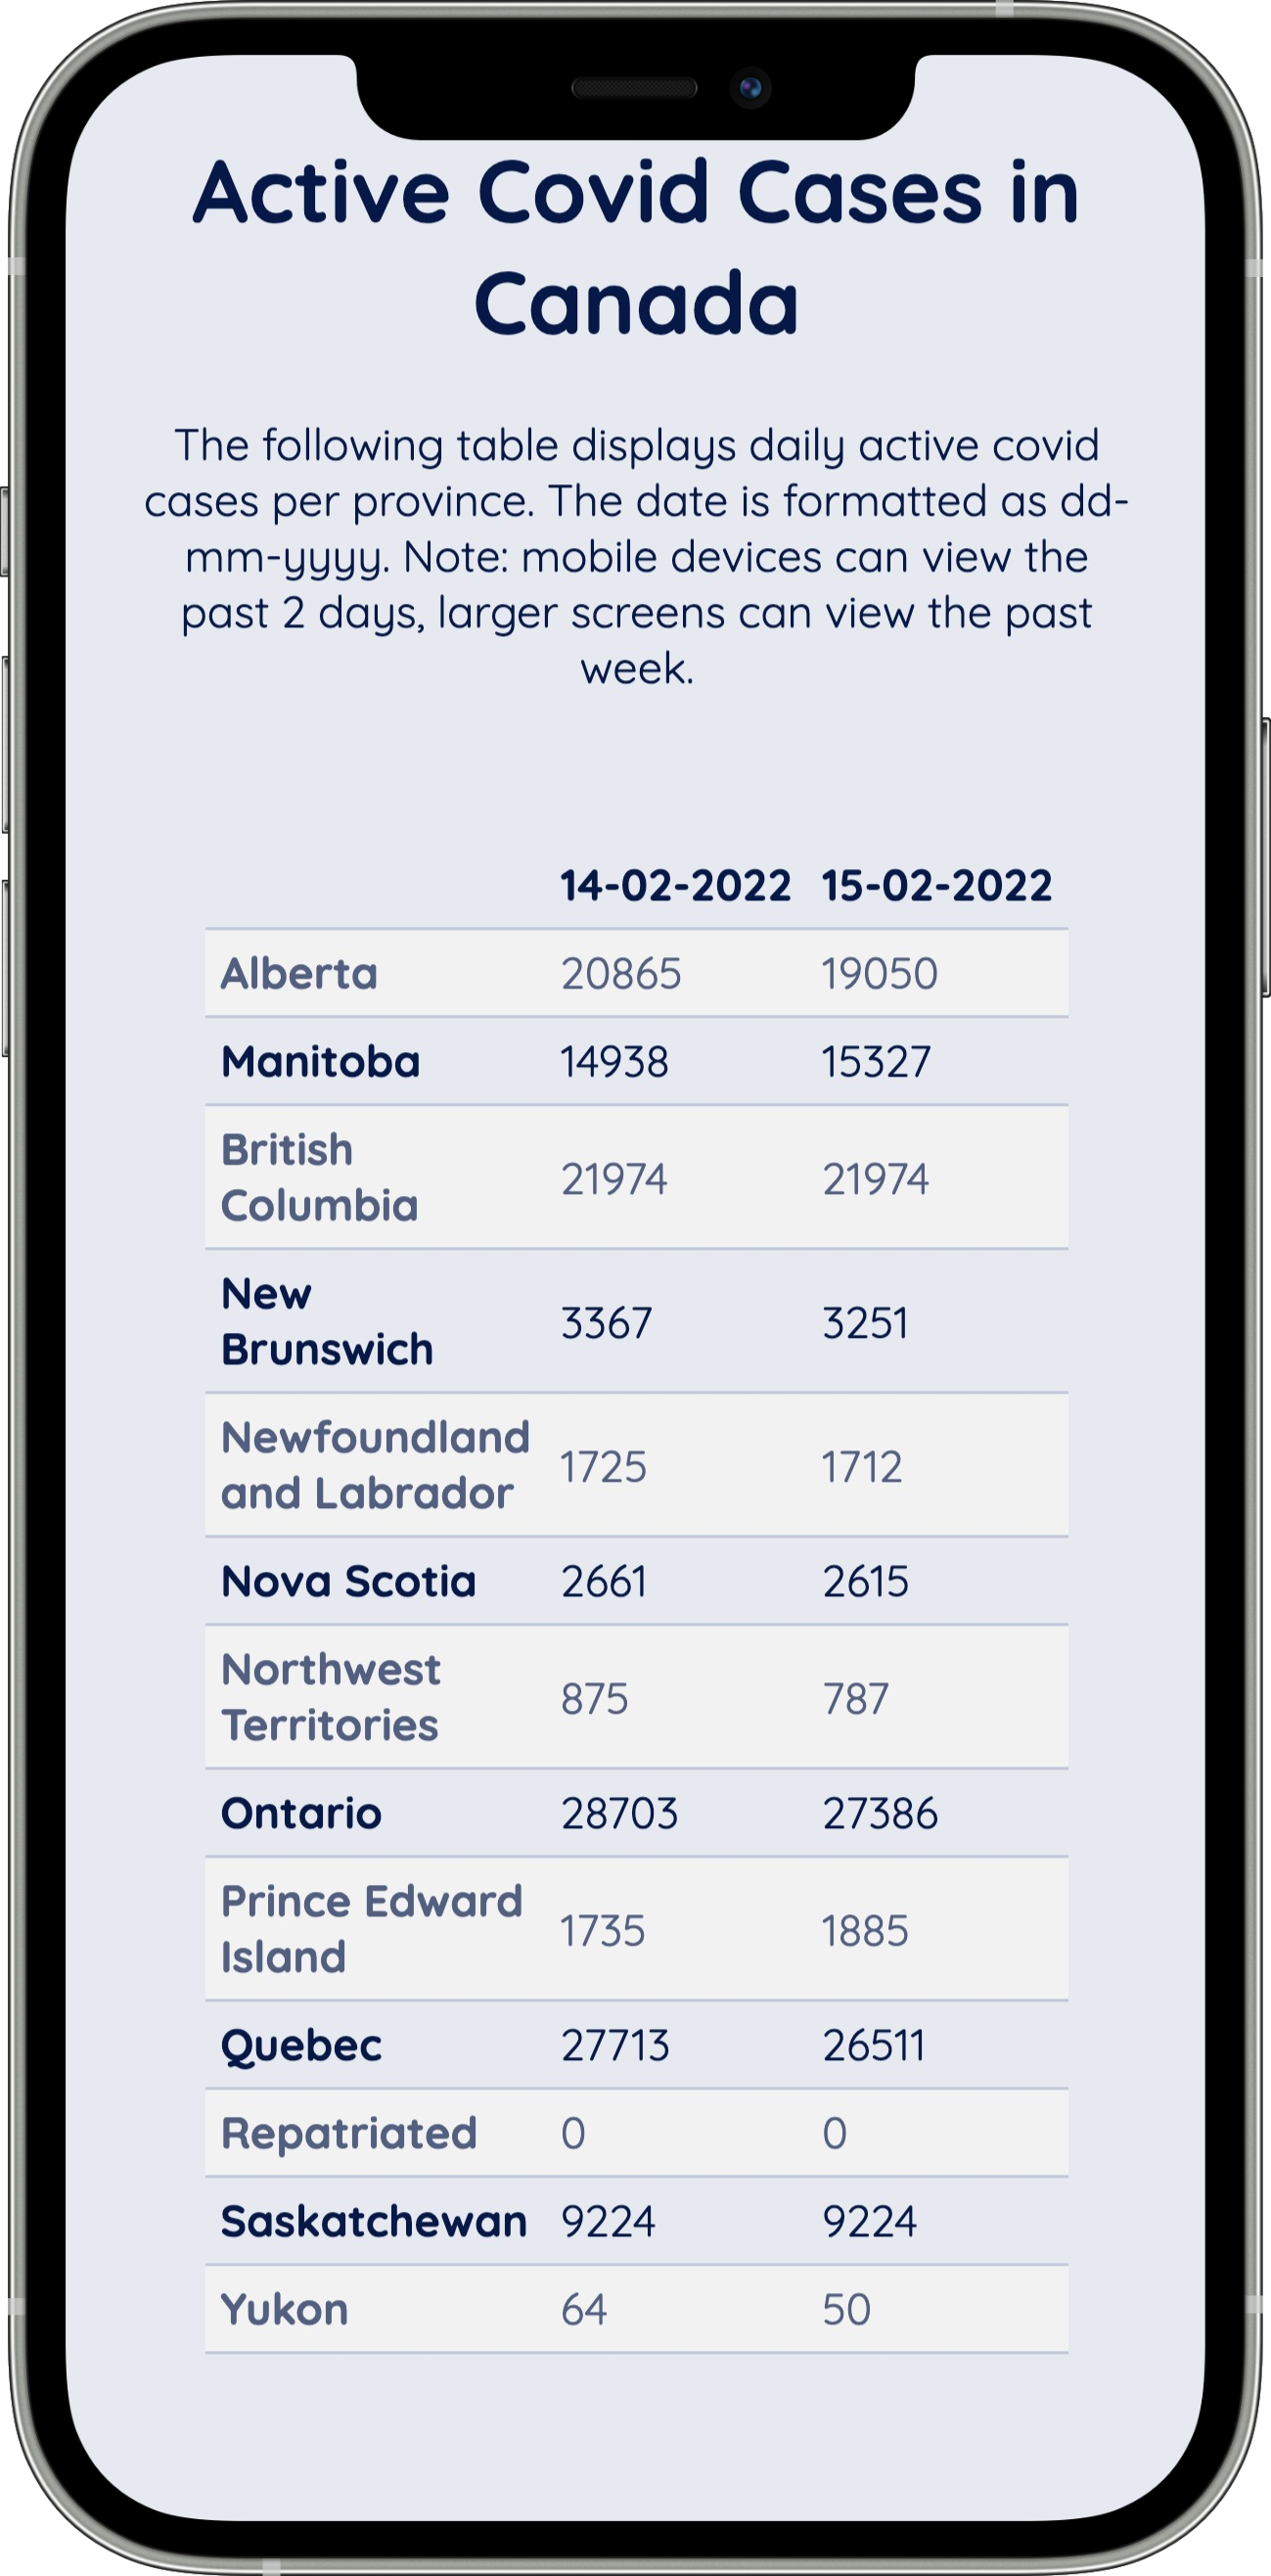 Active Covid Cases in
Canada
The following table displays daily active covid
cases per province. The date is formatted as dd-
mm-yyyy. Note: mobile devices can view the
past 2 days, larger screens can view the past
week.
14-02-2022 15-02-2022
Alberta 20865 19050
Manitoba 14938 15327
British
Columbia 21974 21974
New
Brunswich 3367 3251
Newfoundland
and Labrador 1725 1712
Nova Scotia 2661 2615
Northwest
Territories 875 787
Ontario 28703 27386
Prince Edward
Island 1735 1885
Quebec 27713 26511
Repatriated 0 0
Saskatchewan 9224 9224
Yukon 64 50